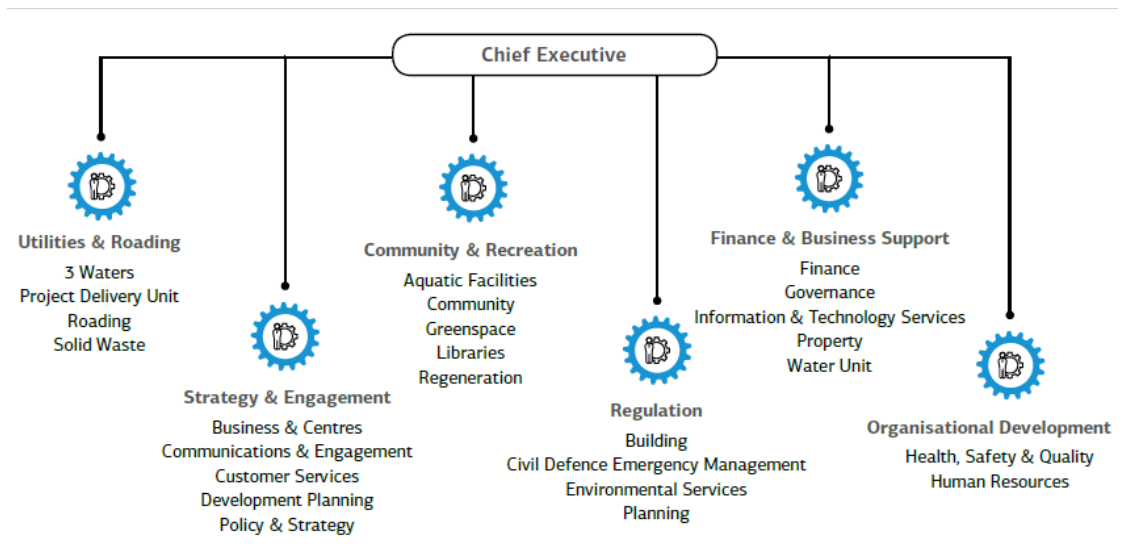 Chief Executive
Utilities & Roading
3 Waters
Project Delivery Unit
Roading
Solid Waste
Strategy & Engagement
Business & Centres
Communications & Engagement
Customer Services
Development Planning
Policy & Strategy
Community & Recreation
Aquatic Facilities
Community
Greenspace
Libraries
Regeneration
Regulation
Building
Civil Defence Emergency Management
Environmental Services
Planning
Finance & Business Support
Finance
Governance
Information & Technology Services
Property
Water Unit
Organisational Development
Health, Safety & Quality
Human Resources